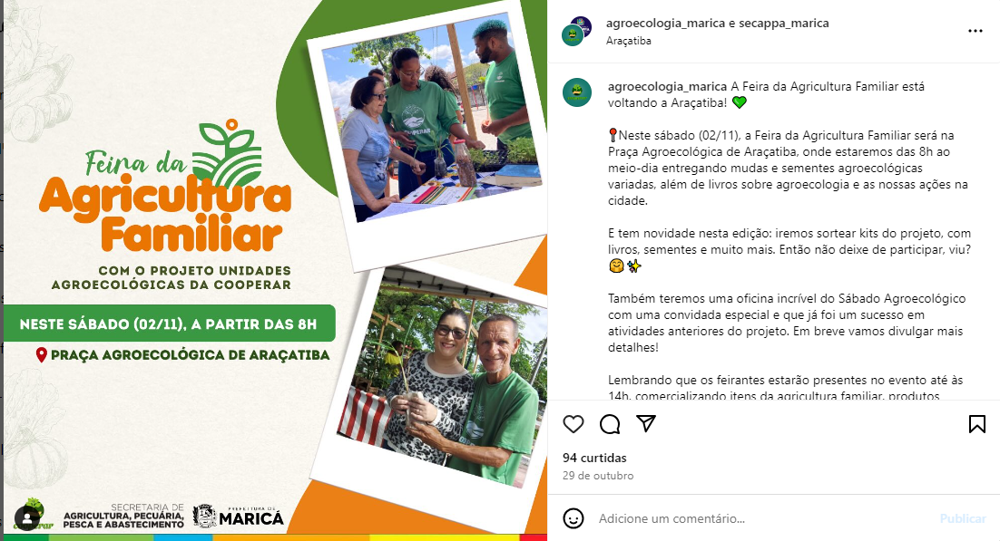 Feira da
Agricultura
Familiar
COM O PROJETO UNIDADES
AGROECOLÓGICAS DA COOPERAR
NESTE SÁBADO (02/11), A PARTIR DAS 8H
PRAÇA AGROECOLÓGICA DE ARAÇATIBA
cooperar
SECRETARIA DE
AGRICULTURA, PECUÁRIA,
PESCA E ABASTECIMENTO
PREFEITURA DE
MARICÁ
agroecologia_marica e secappa_marica
Araçatiba
agroecologia_marica A Feira da Agricultura Familiar está
voltando a Araçatiba! 💚
📍Neste sábado (02/11), a Feira da Agricultura Familiar será na
Praça Agroecológica de Araçatiba, onde estaremos das 8h ao
meio-dia entregando mudas e sementes agroecológicas
variadas, além de livros sobre agroecologia e as nossas ações na
cidade.
E tem novidade nesta edição: iremos sortear kits do projeto, com
livros, sementes e muito mais. Então não deixe de participar, viu?
🤗✨
Também teremos uma oficina incrível do Sábado Agroecológico
com uma convidada especial e que já foi um sucesso em
atividades anteriores do projeto. Em breve vamos divulgar mais
detalhes!
Lembrando que os feirantes estarão presentes no evento até às
14h, comercializando itens da agricultura familiar, produtos
94 curtidas
29 de outubro
Adicione um comentário...
Publicar